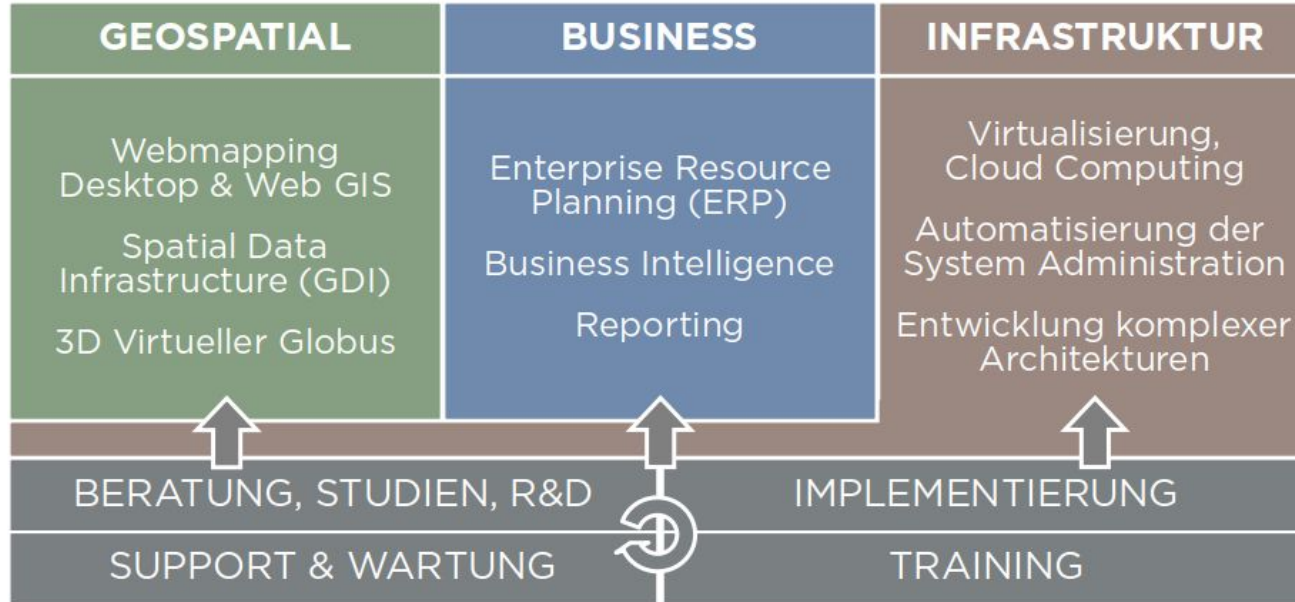 GEOSPATIAL
Webmapping
Desktop & Web GIS
Spatial Data
Infrastructure (GDI)
3D Virtueller Globus
BUSINESS
Enterprise Resource
Planning (ERP)
Business Intelligence
Reporting
INFRASTRUKTUR
Virtualisierung,
Cloud Computing
Automatisierung der
System Administration
Entwicklung komplexer
Architekturen
BERATUNG, STUDIEN, R&D
IMPLEMENTIERUNG
SUPPORT & WARTUNG
TRAINING